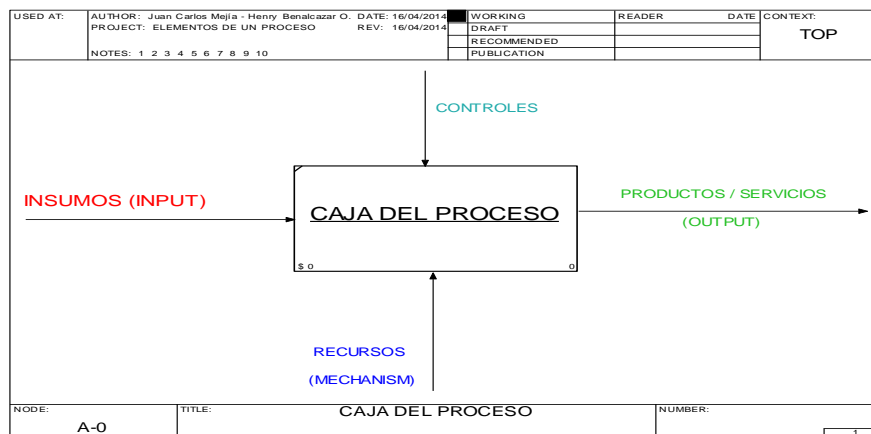 USED AT:
AUTHOR: Juan Carlos Mejía - Henry Benalcazar O. DATE: 16/04/2014
PROJECT: ELEMENTOS DE UN PROCESO REV: 16/04/2014
NOTES: 1 2 3 4 5 6 7 8 9 10
WORKING
DRAFT
RECOMMENDED
PUBLICATION
READER DATE
CONTEXT:
TOP
CONTROLES
INSUMOS (INPUT)
CAJA DEL PROCESO
$ 0
0
PRODUCTOS / SERVICIOS
(OUTPUT)
RECURSOS
(MECHANISM)
NODE:
A-0
TITLE:
CAJA DEL PROCESO
NUMBER:
1